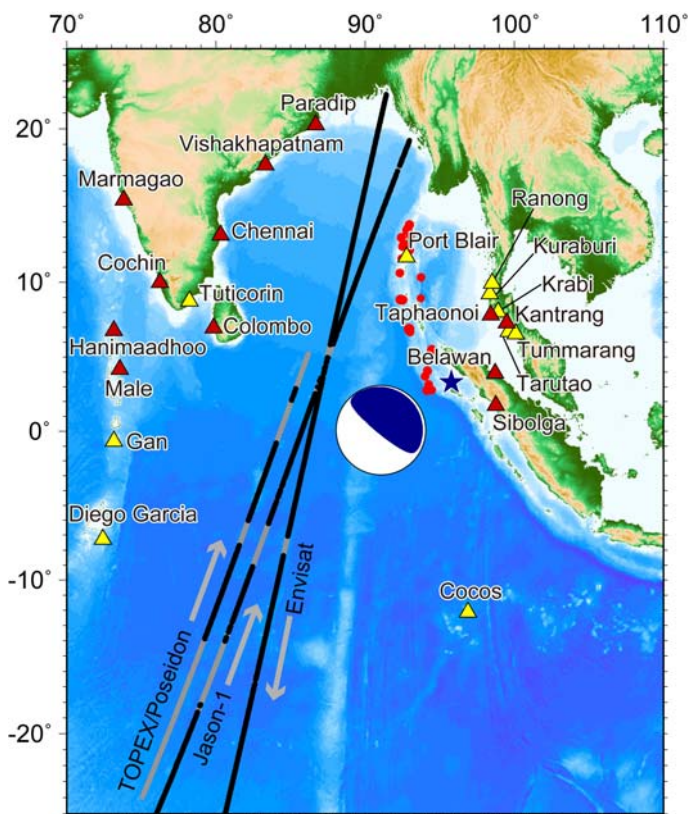 70˚ 80˚ 90˚ 100˚ 110˚
20˚
10˚
0˚
-10˚
-20˚
Paradip
Vishakhapatnam
Marmagao
Chennai
Cochin
Tuticorin
Colombo
Hanimaadhoo
Male
Gan
Diego Garcia
Port Blair
Ranong
Kuraburi
Krabi
Taphaonoi
Kantrang
Belawan
Tummarang
Tarutao
Sibolga
Cocos
TOPEX/Poseidon
Jason-1
Envisat